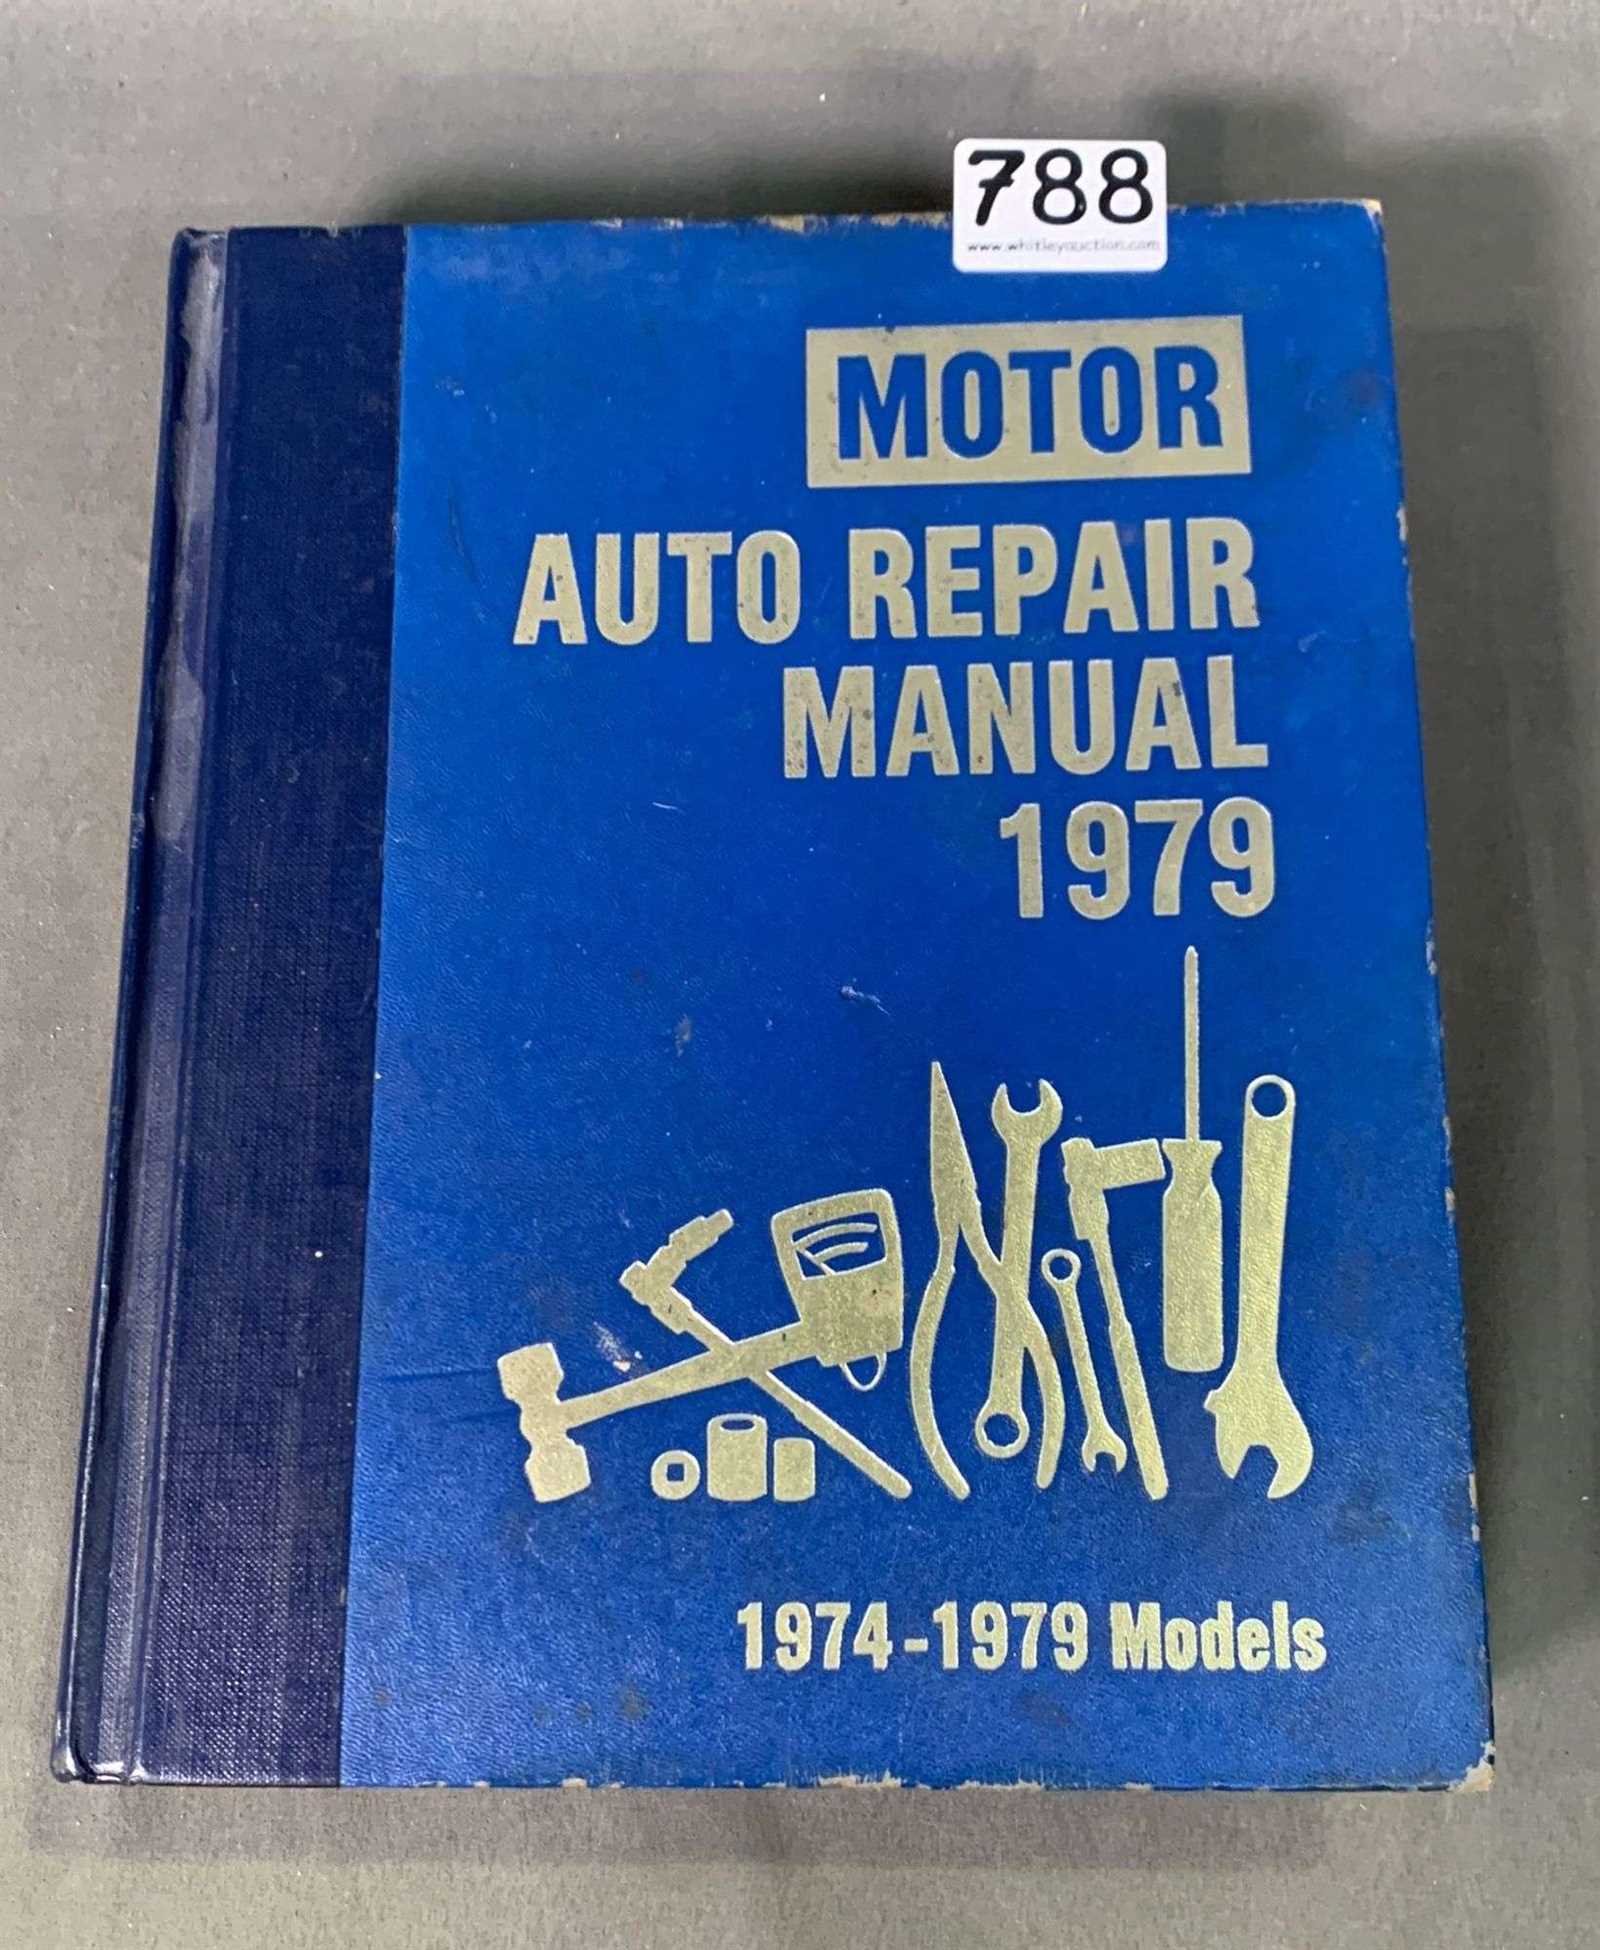 788
www.whitleyauction.com
MOTOR
AUTO REPAIR
MANUAL
1979
1974-1979 Models